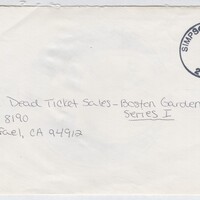 SIMPS
Dead Ticket Sales - Boston Garden
Series I
8190
fael, CA 94912